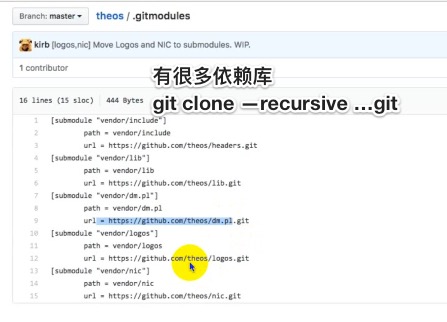 Branch: master
theos / .gitmodules
kirb [logos,nic] Move Logos and NIC to submodules. WIP.
1 contributor
有很多依赖库
git clone —recursive ...git
16 lines (15 sloc) 444 Bytes
1 [submodule "vendor/include"]
2 path = vendor/include
3 url = https://github.com/theos/headers.git
4 [submodule "vendor/lib"]
5 path = vendor/lib
6 url = https://github.com/theos/lib.git
7 [submodule "vendor/dm.pl"]
8 path = vendor/dm.pl
9 url = https://github.com/theos/dm.pl.git
10 [submodule "vendor/logos"]
11 path = vendor/logos
12 url = https://github.com/theos/logos.git
13 [submodule "vendor/nic"]
14 path = vendor/nic
15 url = https://github.com/theos/nic.git